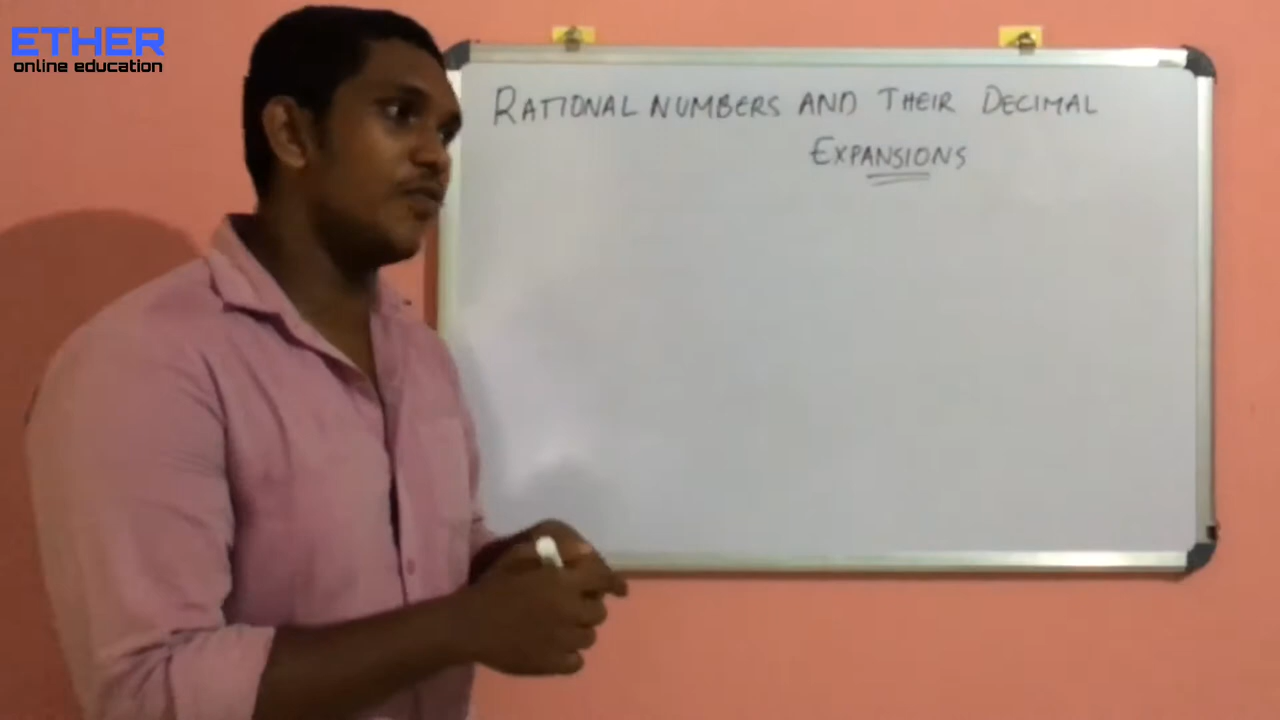 ETHER
online education
RATIONAL NUMBERS AND THEIR DECIMAL
EXPANSIONS